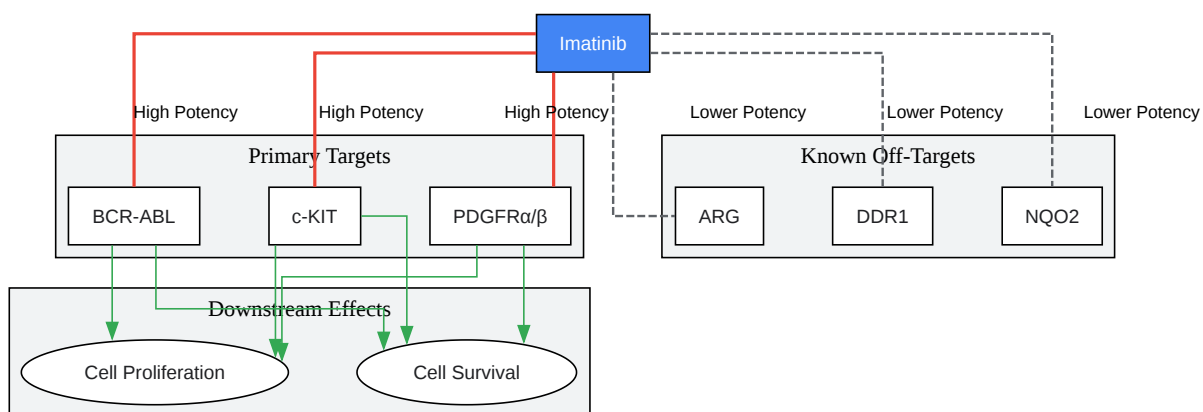 Imatinib
High Potency
High Potency
High Potency
Lower Potency
Lower Potency
Lower Potency
Primary Targets
Known Off-Targets
BCR-ABL
c-KIT
PDGFRα/β
ARG
DDR1
NQO2
Downstream Effects
Cell Proliferation
Cell Survival